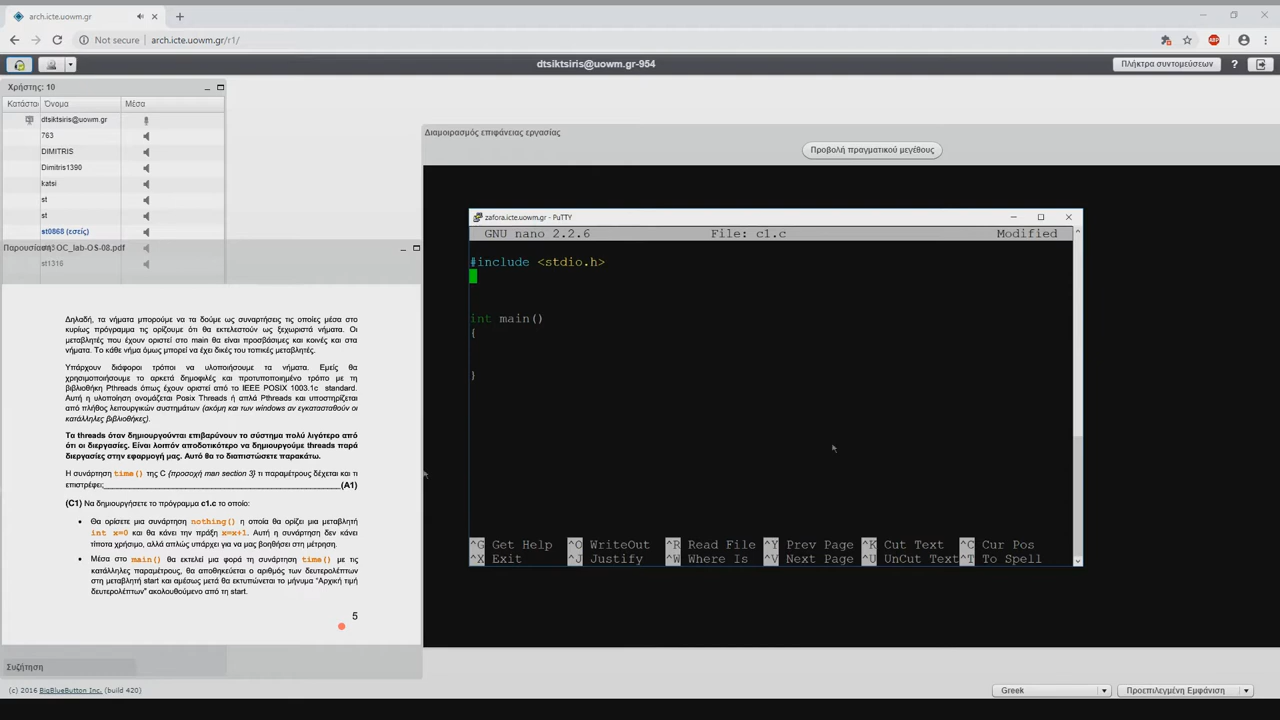 arch.icte.uowm.gr
Not secure
arch.icte.uowm.gr/r1/
ABP
dtsiktsiris@uowm.gr-954
Πλήκτρα συντομεύσεων
?
Χρήστης: 10
Κατάστα
Όνομα
Μέσα
dtsiktsiris@uowm.gr
763
DIMITRIS
Dimitris1390
katsi
st
st
st0868 (εσείς)
Παρουσίαση: OC_lab-OS-08.pdf
st1316
Δηλαδή, τα νήματα μπορούμε να τα δούμε ως συναρτήσεις τις οποίες μέσα στο
κυρίως πρόγραμμα τις ορίζουμε ότι θα εκτελεστούν ως ξεχωριστά νήματα. Οι
μεταβλητές που έχουν οριστεί στο main θα είναι προσβάσιμες και κοινές και στα
νήματα. Το κάθε νήμα όμως μπορεί να έχει δικές του τοπικές μεταβλητές.
Υπάρχουν διάφοροι τρόποι να υλοποιήσουμε τα νήματα. Εμείς θα
χρησιμοποιήσουμε το αρκετά δημοφιλές και προτυποποιημένο τρόπο με τη
βιβλιοθήκη Pthreads όπως έχουν οριστεί από το IEEE POSIX 1003.1c standard.
Αυτή η υλοποίηση ονομάζεται Posix Threads ή απλά Pthreads και υποστηρίζεται
από πλήθος λειτουργικών συστημάτων (ακόμη και των windows αν εγκατασταθούν οι
κατάλληλες βιβλιοθήκες).
Τα threads όταν δημιουργούνται επιβαρύνουν το σύστημα πολύ λιγότερο από
ότι οι διεργασίες. Είναι λοιπόν αποδοτικότερο να δημιουργούμε threads παρά
διεργασίες στην εφαρμογή μας. Αυτό θα το διαπιστώσετε παρακάτω.
Η συνάρτηση time() της C {προσοχή man section 3} τι παραμέτρους δέχεται και τι
επιστρέφει;____________________(A1)
(C1) Να δημιουργήσετε το πρόγραμμα c1.c το οποίο:
• Θα ορίσετε μια συνάρτηση nothing() η οποία θα ορίζει μια μεταβλητή
int x=0 και θα κάνει την πράξη x=x+1. Αυτή η συνάρτηση δεν κάνει
τίποτα χρήσιμο, αλλά απλώς υπάρχει για να μας βοηθήσει στη μέτρηση.
• Μέσα στο main() θα εκτελεί μια φορά τη συνάρτηση time() με τις
κατάλληλες παραμέτρους, θα αποθηκεύεται ο αριθμός των δευτερολέπτων
στη μεταβλητή start και αμέσως μετά θα εκτυπώνεται το μήνυμα "Αρχική τιμή
δευτερολέπτων" ακολουθούμενο από τη start.
5
Συζήτηση
Διαμοιρασμός επιφάνειας εργασίας
Προβολή πραγματικού μεγέθους
zafora.icte.uowm.gr - PuTTY
GNU nano 2.2.6 File: c1.c Modified
#include <stdio.h>
int main()
{
}
^G Get Help ^O WriteOut ^R Read File ^Y Prev Page ^K Cut Text ^C Cur Pos
^X Exit ^J Justify ^W Where Is ^V Next Page ^U UnCut Text ^T To Spell
(c) 2016 BigBlueButton Inc. (build 420)
Greek
Προεπιλεγμένη Εμφάνιση